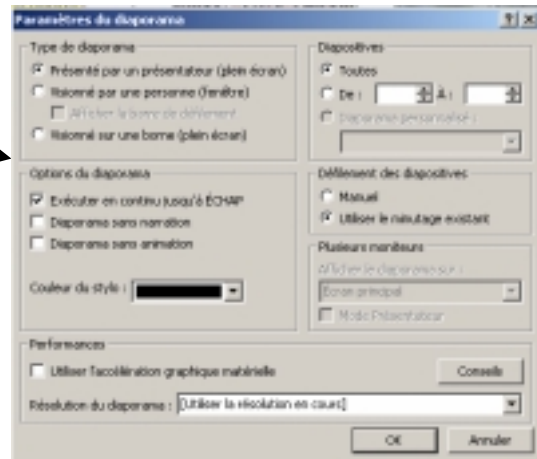 Paramètres du diaporama
Type de diaporama
Présenté par un présentateur (plein écran)
Visionné par une personne (fenêtre)
Afficher la barre de défilement
Visionné sur une borne (plein écran)
Diapositives
Toutes
De : À :
Diaporama personnalisé :
Options du diaporama
Exécuter en continu jusqu'à ÉCHAP
Diaporama sans narration
Diaporama sans animation
Couleur du stylo :
Défilement des diapositives
Manuel
Utiliser le minutage existant
Plusieurs moniteurs
Afficher le diaporama sur :
Écran principal
Mode Présentateur
Performances
Utiliser l'accélération graphique matérielle
Conseils
Résolution du diaporama : [Utiliser la résolution en cours]
OK Annuler